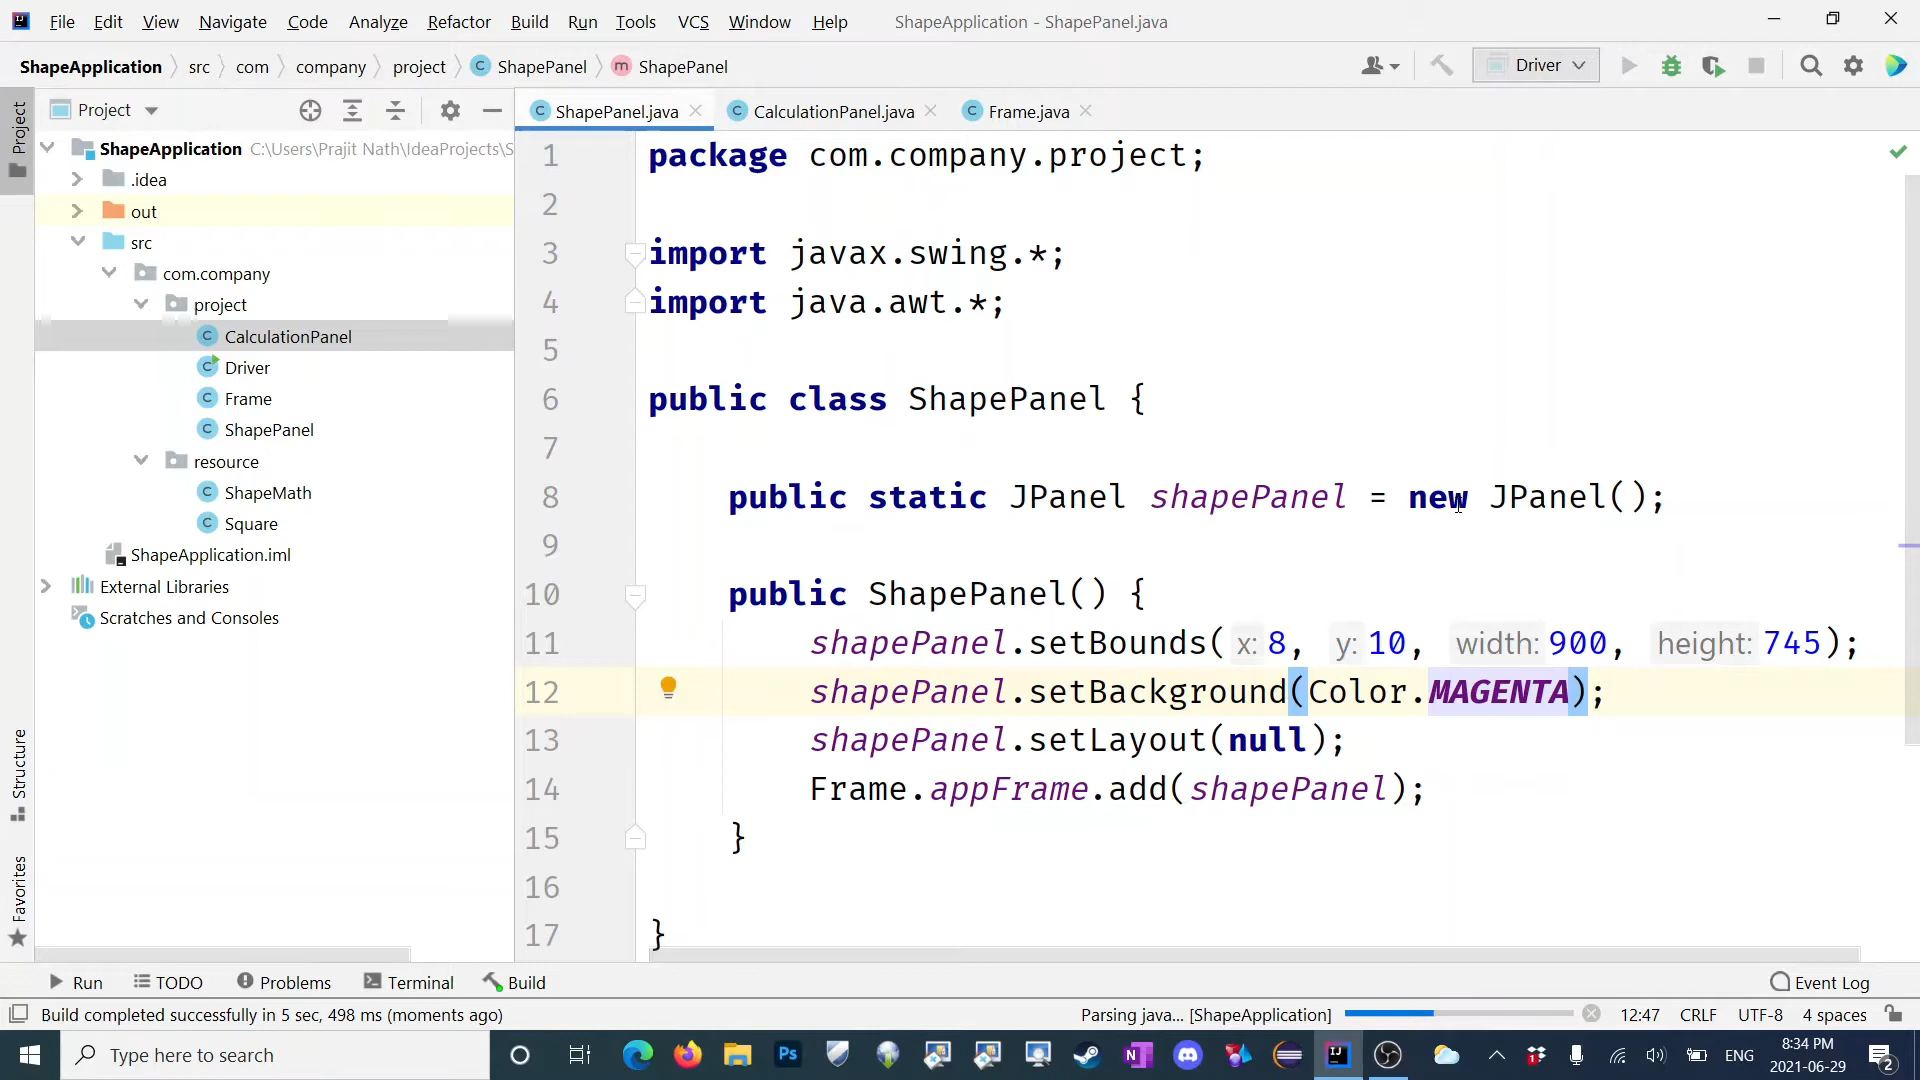 File Edit View Navigate Code Analyze Refactor Build Run Tools VCS Window Help ShapeApplication - ShapePanel.java
ShapeApplication src com company project ShapePanel ShapePanel Driver
Project ShapePanel.java CalculationPanel.java Frame.java
Project
ShapeApplication C:\Users\Prajit Nath\IdeaProjects\S
.idea
out
src
com.company
project
CalculationPanel
Driver
Frame
ShapePanel
resource
ShapeMath
Square
ShapeApplication.iml
External Libraries
Scratches and Consoles
Structure
Favorites
1 package com.company.project;
2
3 import javax.swing.*;
4 import java.awt.*;
5
6 public class ShapePanel {
7
8 public static JPanel shapePanel = new JPanel();
9
10 public ShapePanel() {
11 shapePanel.setBounds( x: 8, y: 10, width: 900, height: 745);
12 shapePanel.setBackground(Color.MAGENTA);
13 shapePanel.setLayout(null);
14 Frame.appFrame.add(shapePanel);
15 }
16
17 }
Run TODO Problems Terminal Build Event Log
Build completed successfully in 5 sec, 498 ms (moments ago) Parsing java... [ShapeApplication] 12:47 CRLF UTF-8 4 spaces
Type here to search ENG 8:34 PM
2021-06-29 2